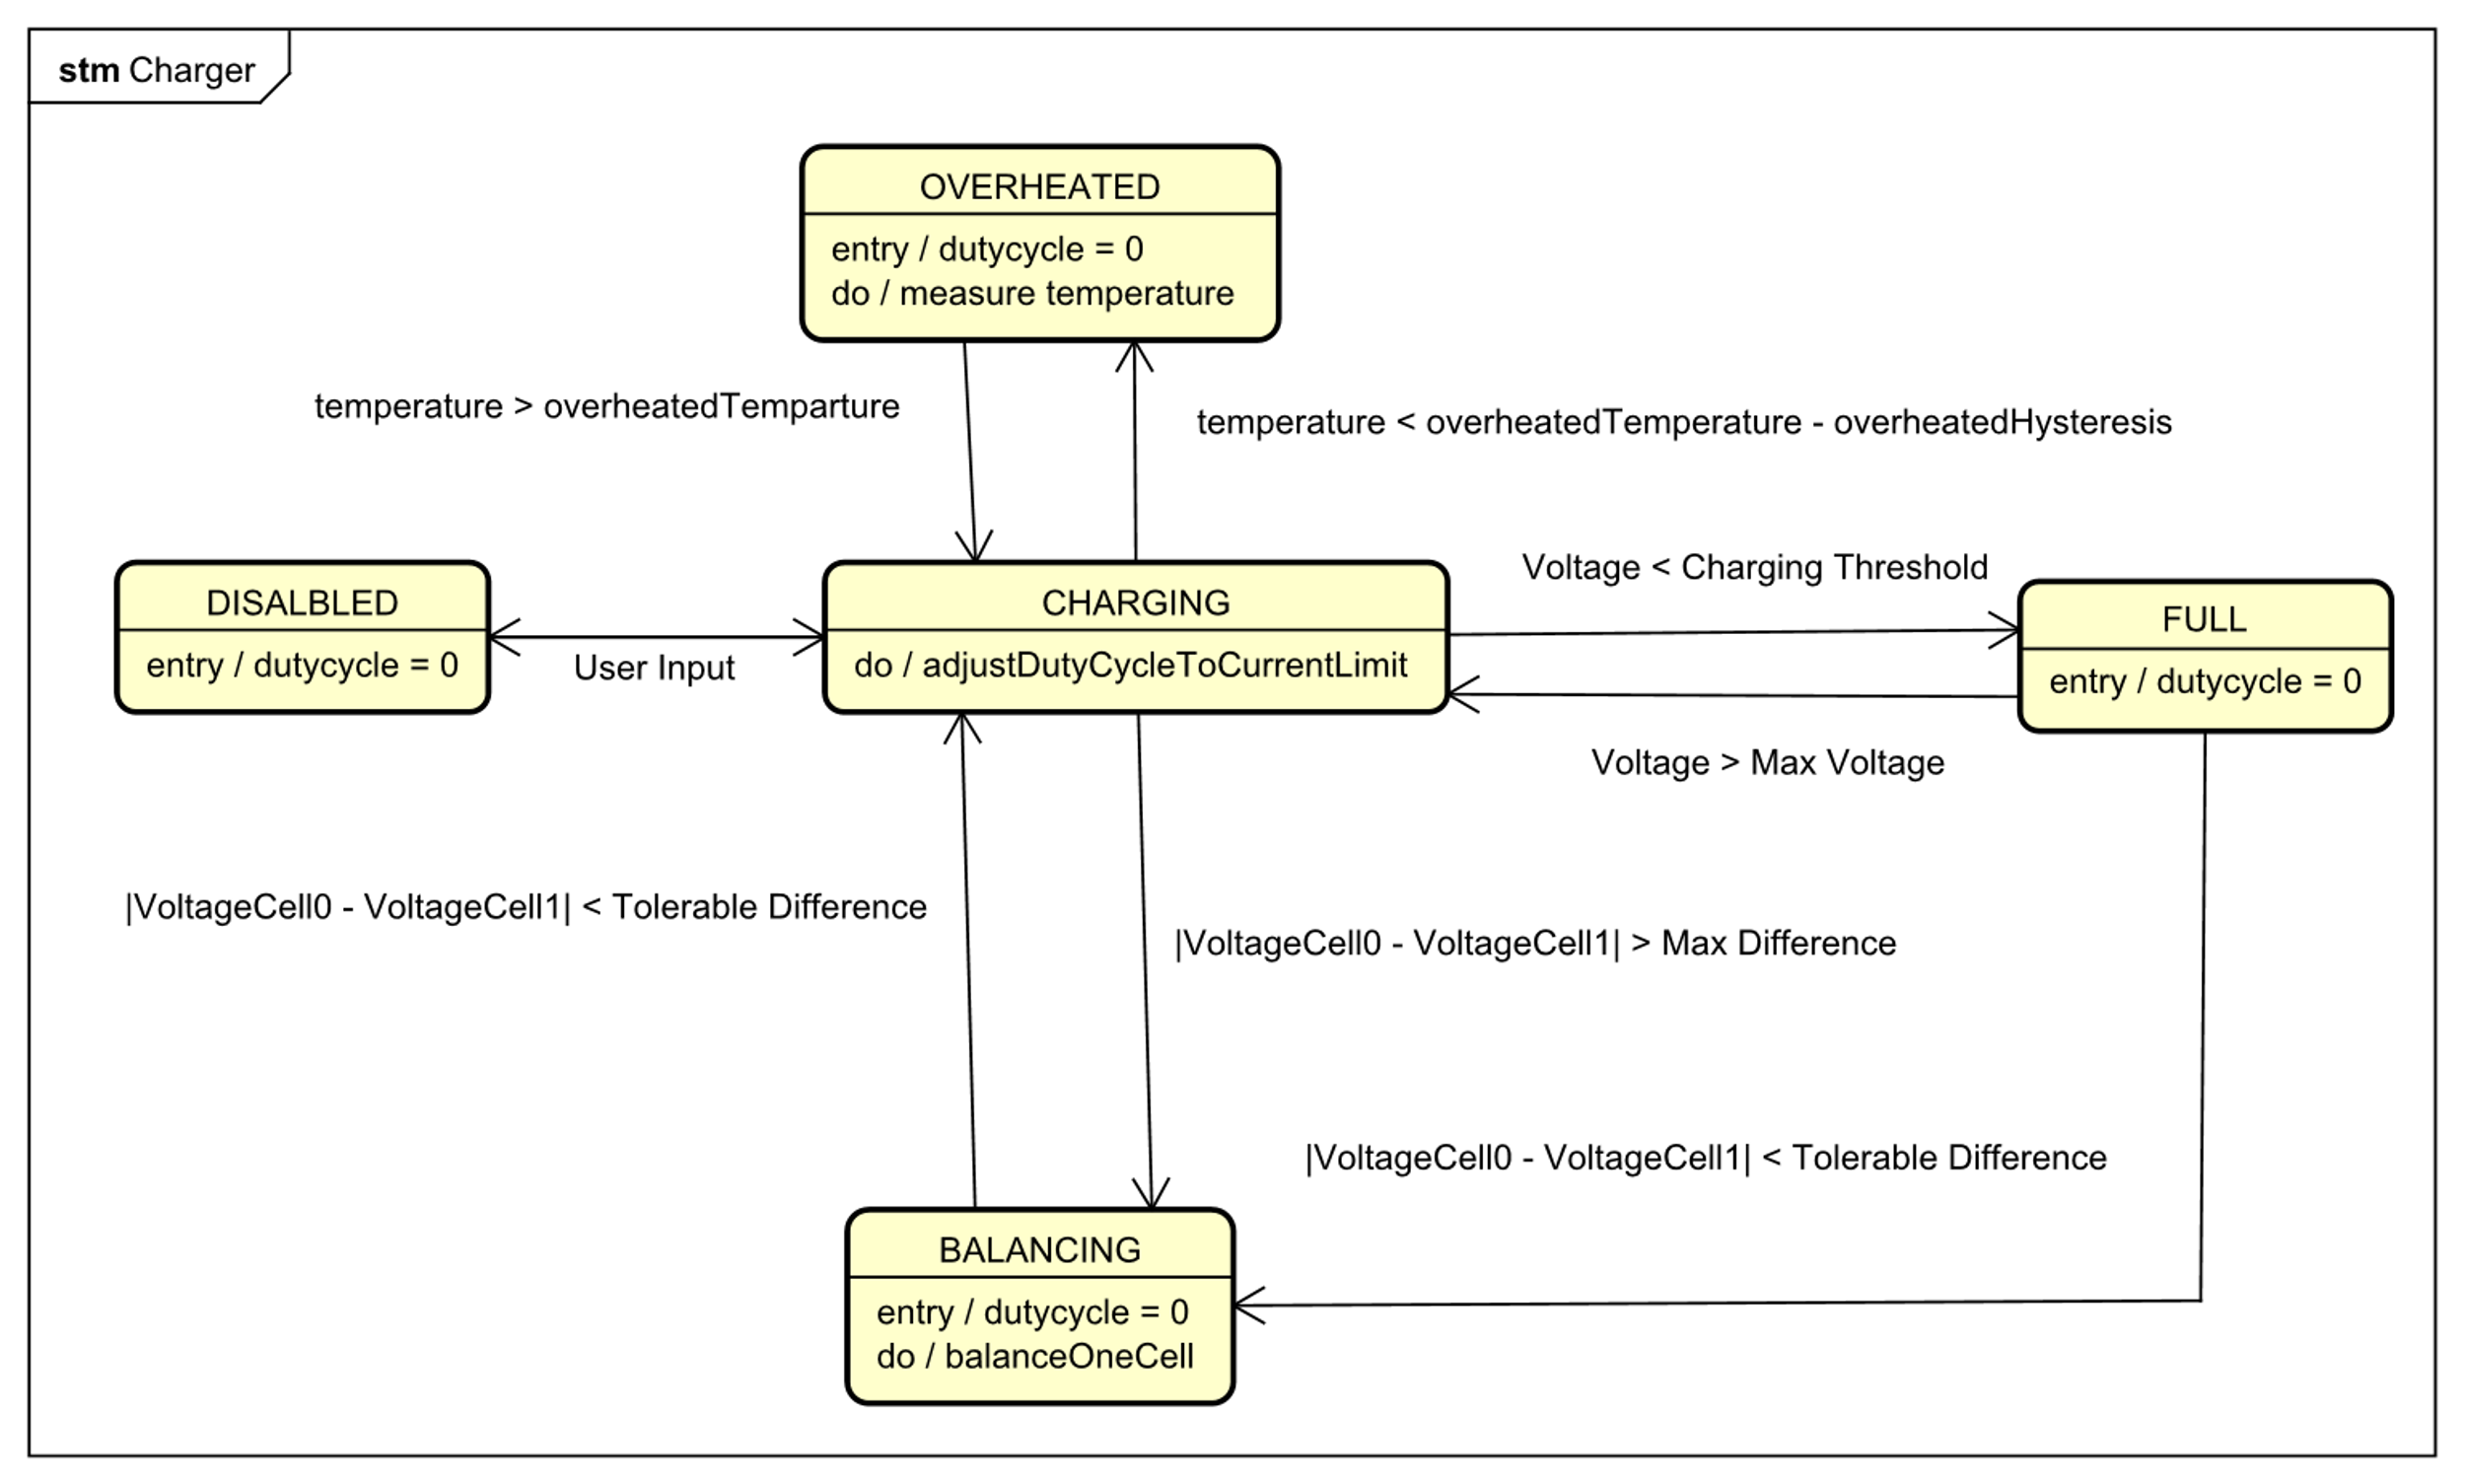 stm Charger
OVERHEATED
entry / dutycycle = 0
do / measure temperature
temperature > overheatedTemparture
temperature < overheatedTemperature - overheatedHysteresis
DISALBLED
entry / dutycycle = 0
User Input
CHARGING
do / adjustDutyCycleToCurrentLimit
Voltage < Charging Threshold
FULL
entry / dutycycle = 0
Voltage > Max Voltage
|VoltageCell0 - VoltageCell1| < Tolerable Difference
|VoltageCell0 - VoltageCell1| > Max Difference
|VoltageCell0 - VoltageCell1| < Tolerable Difference
BALANCING
entry / dutycycle = 0
do / balanceOneCell